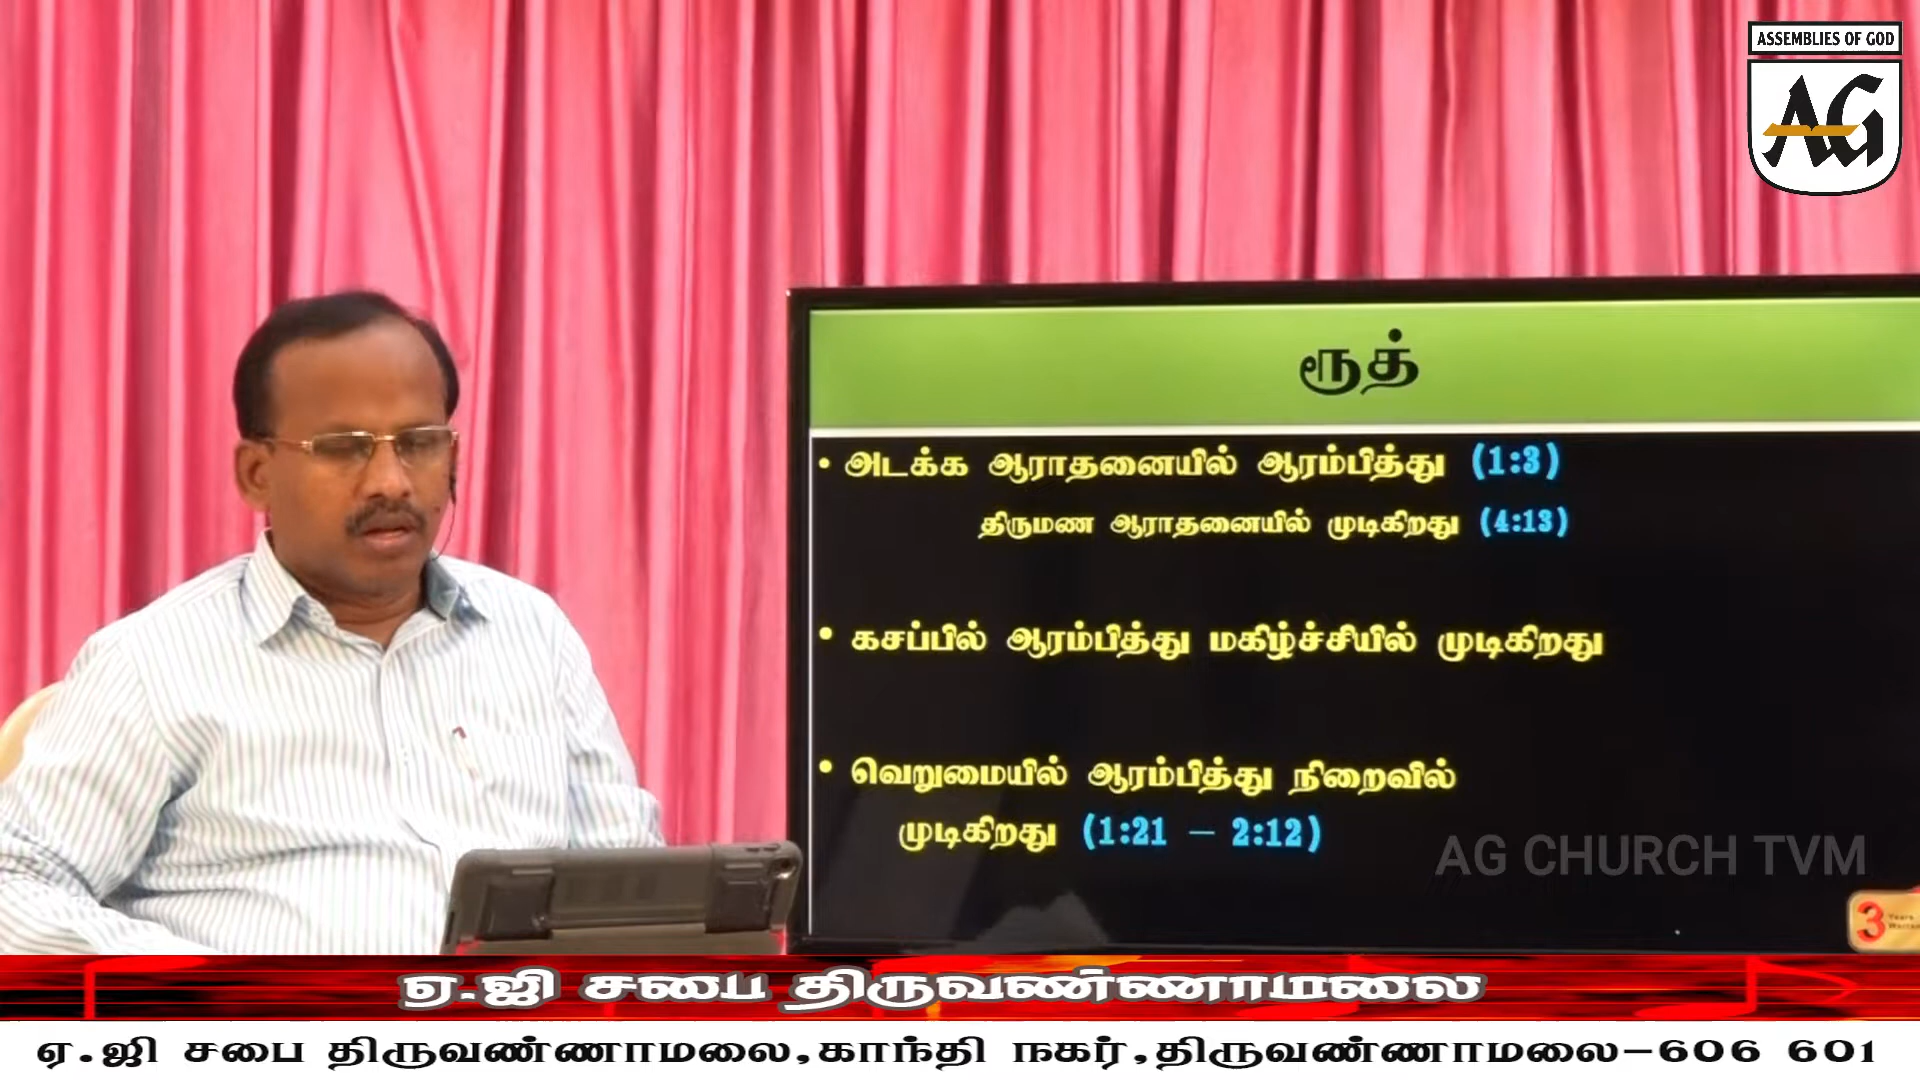 ASSEMBLIES OF GOD
AG
ரூத்
• அடக்க ஆராதனையில் ஆரம்பித்து (1:3)
திருமண ஆராதனையில் முடிகிறது (4:13)
• கசப்பில் ஆரம்பித்து மகிழ்ச்சியில் முடிகிறது
• வெறுமையில் ஆரம்பித்து நிறைவில்
முடிகிறது (1:21 – 2:12)
AG CHURCH TVM
3 Years
ஏ.ஜி சபை திருவண்ணாமலை
ஏ.ஜி சபை திருவண்ணாமலை,காந்தி நகர்,திருவண்ணாமலை-606 601